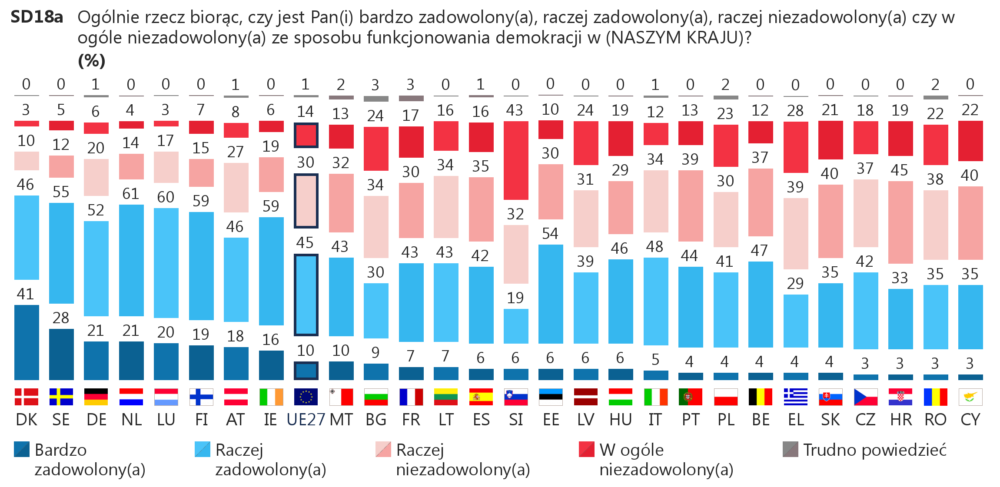 SD18a Ogólnie rzecz biorąc, czy jest Pan(i) bardzo zadowolony(a), raczej zadowolony(a), raczej niezadowolony(a) czy w
ogóle niezadowolony(a) ze sposobu funkcjonowania demokracji w (NASZYM KRAJU)?
(%)
0 0 1 0 0 0 1 0 1 2 3 3 0 1 0 0 0 0 1 0 2 0 0 0 0 0 2 0
3 5 6 4 3 7 8 6 14 13 24 17 16 16 43 10 24 19 12 13 23 12 28 21 18 19 22 22
10 12 20 14 17 15 27 19 30 32 34 30 34 35 32 30 31 29 34 39 30 37 39 40 37 45 38 40
46 55 52 61 60 59 46 59 45 43 30 43 43 42 19 54 39 46 48 44 41 47 29 35 42 33 35 35
41 28 21 21 20 19 18 16 10 10 9 7 7 6 6 6 6 6 5 4 4 4 4 4 3 3 3 3
DK SE DE NL LU FI AT IE UE27 MT BG FR LT ES SI EE LV HU IT PT PL BE EL SK CZ HR RO CY
Bardzo zadowolony(a)
Raczej zadowolony(a)
Raczej niezadowolony(a)
W ogóle niezadowolony(a)
Trudno powiedzieć